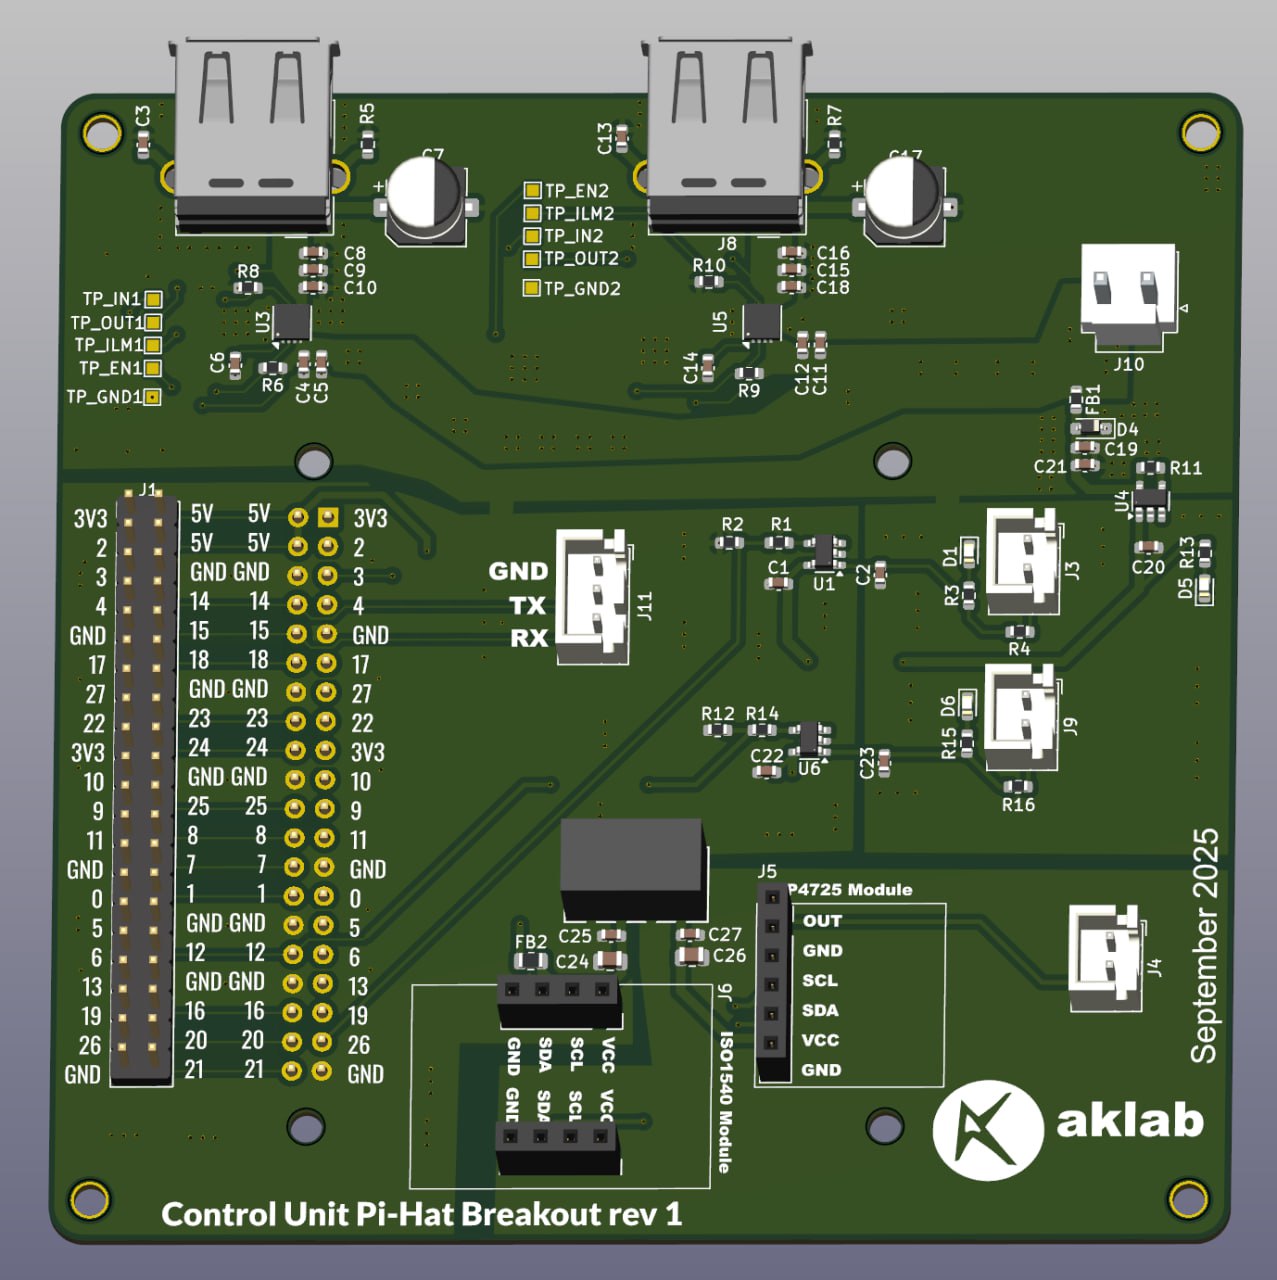 C3
R5
C13
R7
C7
C17
+
+
TP_EN2
TP_ILM2
TP_IN2
TP_OUT2
TP_GND2
J8
C8
C9
C10
R8
U3
C16
C15
C18
R10
U5
TP_IN1
TP_OUT1
TP_ILM1
TP_EN1
TP_GND1
C6
R6
C4
C5
C14
R9
C12
C11
J10
FB1
D4
C19
C21
R11
U4
C20
R13
D5
J1
3V3 5V 5V 3V3
2 5V 5V 2
3 GND GND 3
4 14 14 4
GND 15 15 GND
17 18 18 17
27 GND GND 27
22 23 23 22
3V3 24 24 3V3
10 GND GND 10
9 25 25 9
11 8 8 11
GND 7 7 GND
0 1 1 0
5 GND GND 5
6 12 12 6
13 GND GND 13
19 16 16 19
26 20 20 26
GND 21 21 GND
GND
TX
RX
J11
R2
R1
C1
U1
C2
D1
R3
R4
J3
R12
R14
C22
U6
C23
D6
R15
R16
J9
C25
C24
FB2
C27
C26
J6
GND SDA SCL VCC
GND SDA SCL VCC
ISO1540 Module
J5
P4725 Module
OUT
GND
SCL
SDA
VCC
GND
J4
September 2025
aklab
Control Unit Pi-Hat Breakout rev 1